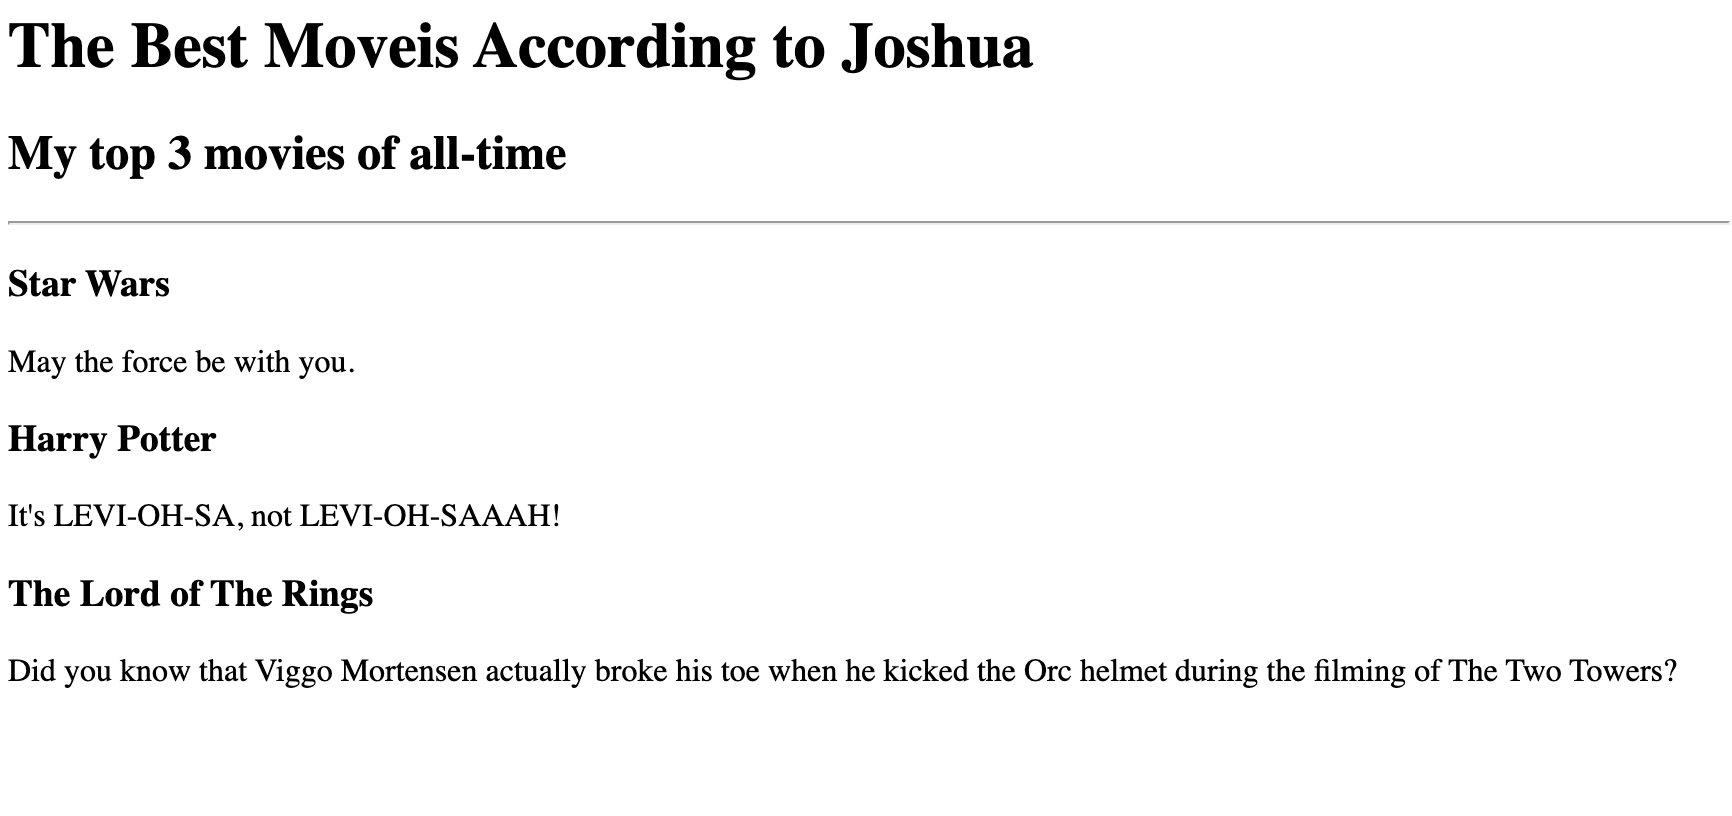 The Best Moveis According to Joshua
My top 3 movies of all-time
Star Wars
May the force be with you.
Harry Potter
It's LEVI-OH-SA, not LEVI-OH-SAAAH!
The Lord of The Rings
Did you know that Viggo Mortensen actually broke his toe when he kicked the Orc helmet during the filming of The Two Towers?